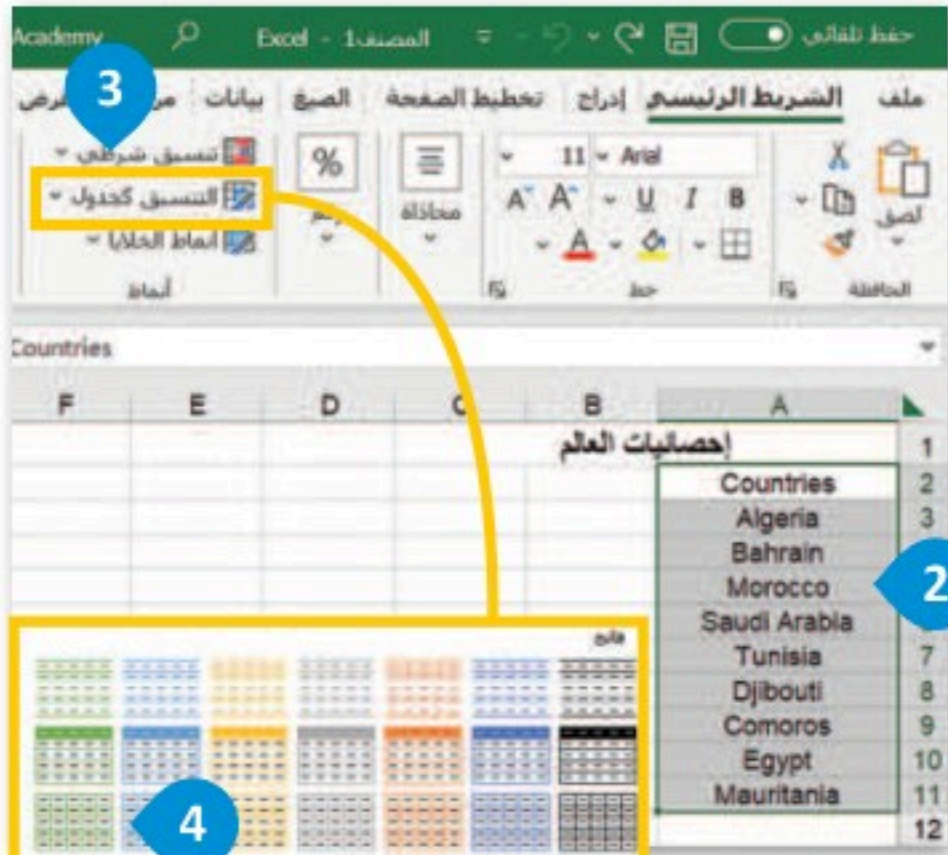 حفظ تلقائي المصنف1 - Excel Academy
ملف الشريط الرئيسي إدراج تخطيط الصفحة الصيغ بيانات
3
لصق
الحافظة
Arial 11
B I U A A
A
خط
محاذاة
%
تنسيق شرطي
التنسيق كجدول
أنماط الخلايا
أنماط
Countries
A B D E F
1 إحصائيات العالم
2 Countries
3 Algeria
Bahrain
Morocco
2
Saudi Arabia
7 Tunisia
8 Djibouti
9 Comoros
10 Egypt
11 Mauritania
12
فاتح
4